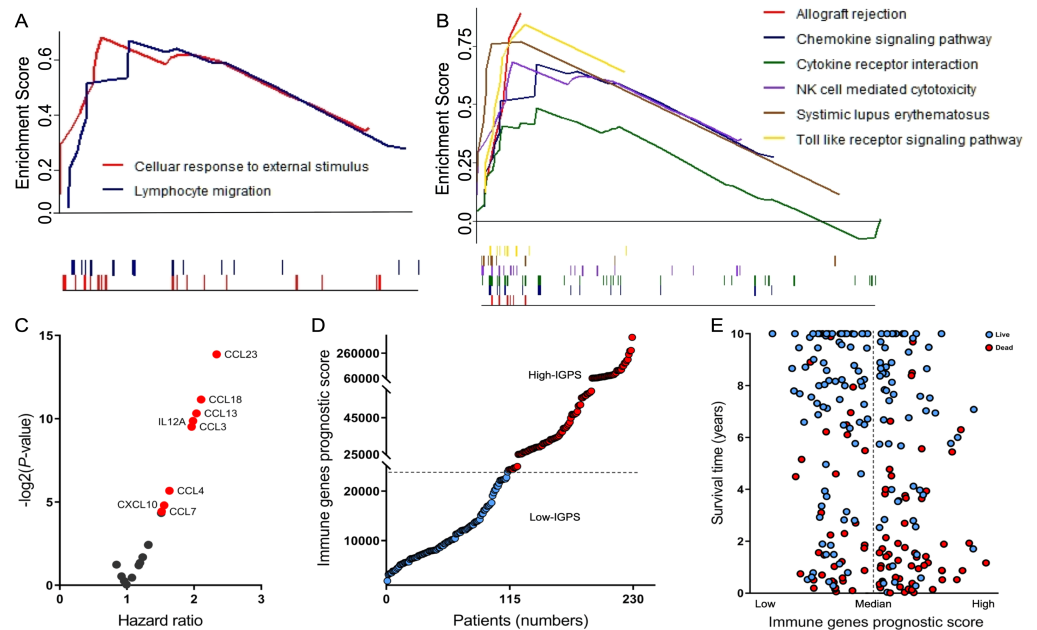 A
Enrichment Score
0.6
0.4
0.2
0.0
Celluar response to external stimulus
Lymphocyte migration
B
Enrichment Score
0.75
0.5
0.25
0.0
Allograft rejection
Chemokine signaling pathway
Cytokine receptor interaction
NK cell mediated cytotoxicity
Systimic lupus erythematosus
Toll like receptor signaling pathway
C
-log2(P-value)
15
10
5
0
CCL23
CCL18
CCL13
IL12A
CCL3
CCL4
CXCL10
CCL7
0
1
2
3
Hazard ratio
D
Immune genes prognostic score
260000
60000
45000
25000
20000
10000
High-IGPS
Low-IGPS
0
115
230
Patients (numbers)
E
Survival time (years)
10
8
6
4
2
0
Live
Dead
Low
Median
High
Immune genes prognostic score